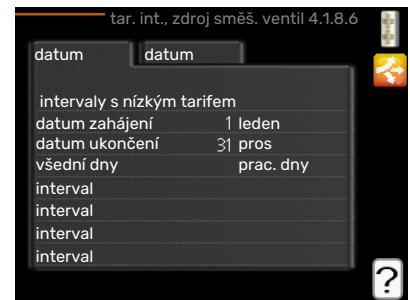 tar. int., zdroj směš. ventil 4.1.8.6
datum datum
intervaly s nízkým tarifem
datum zahájení 1 leden
datum ukončení 31 pros
všední dny prac. dny
interval
interval
interval
interval
?